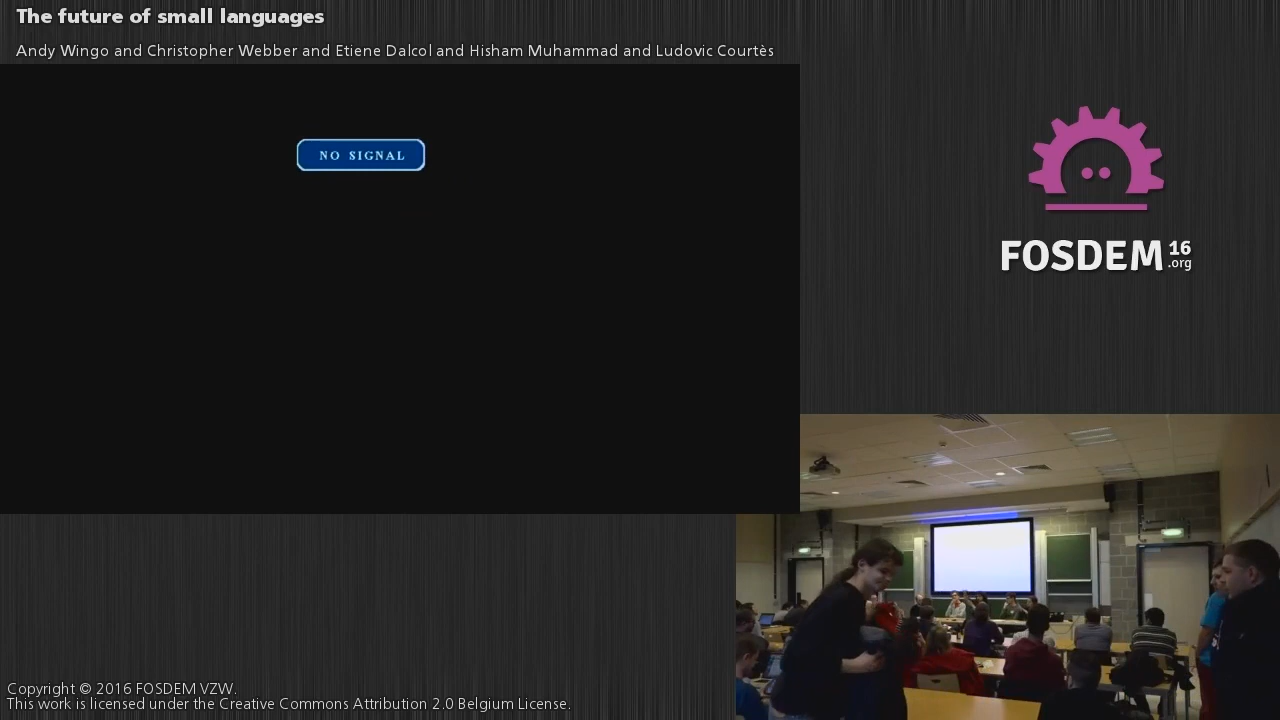 The future of small languages
Andy Wingo and Christopher Webber and Etiene Dalcol and Hisham Muhammad and Ludovic Courtès
NO SIGNAL
FOSDEM 16
.org
Copyright © 2016 FOSDEM VZW.
This work is licensed under the Creative Commons Attribution 2.0 Belgium License.